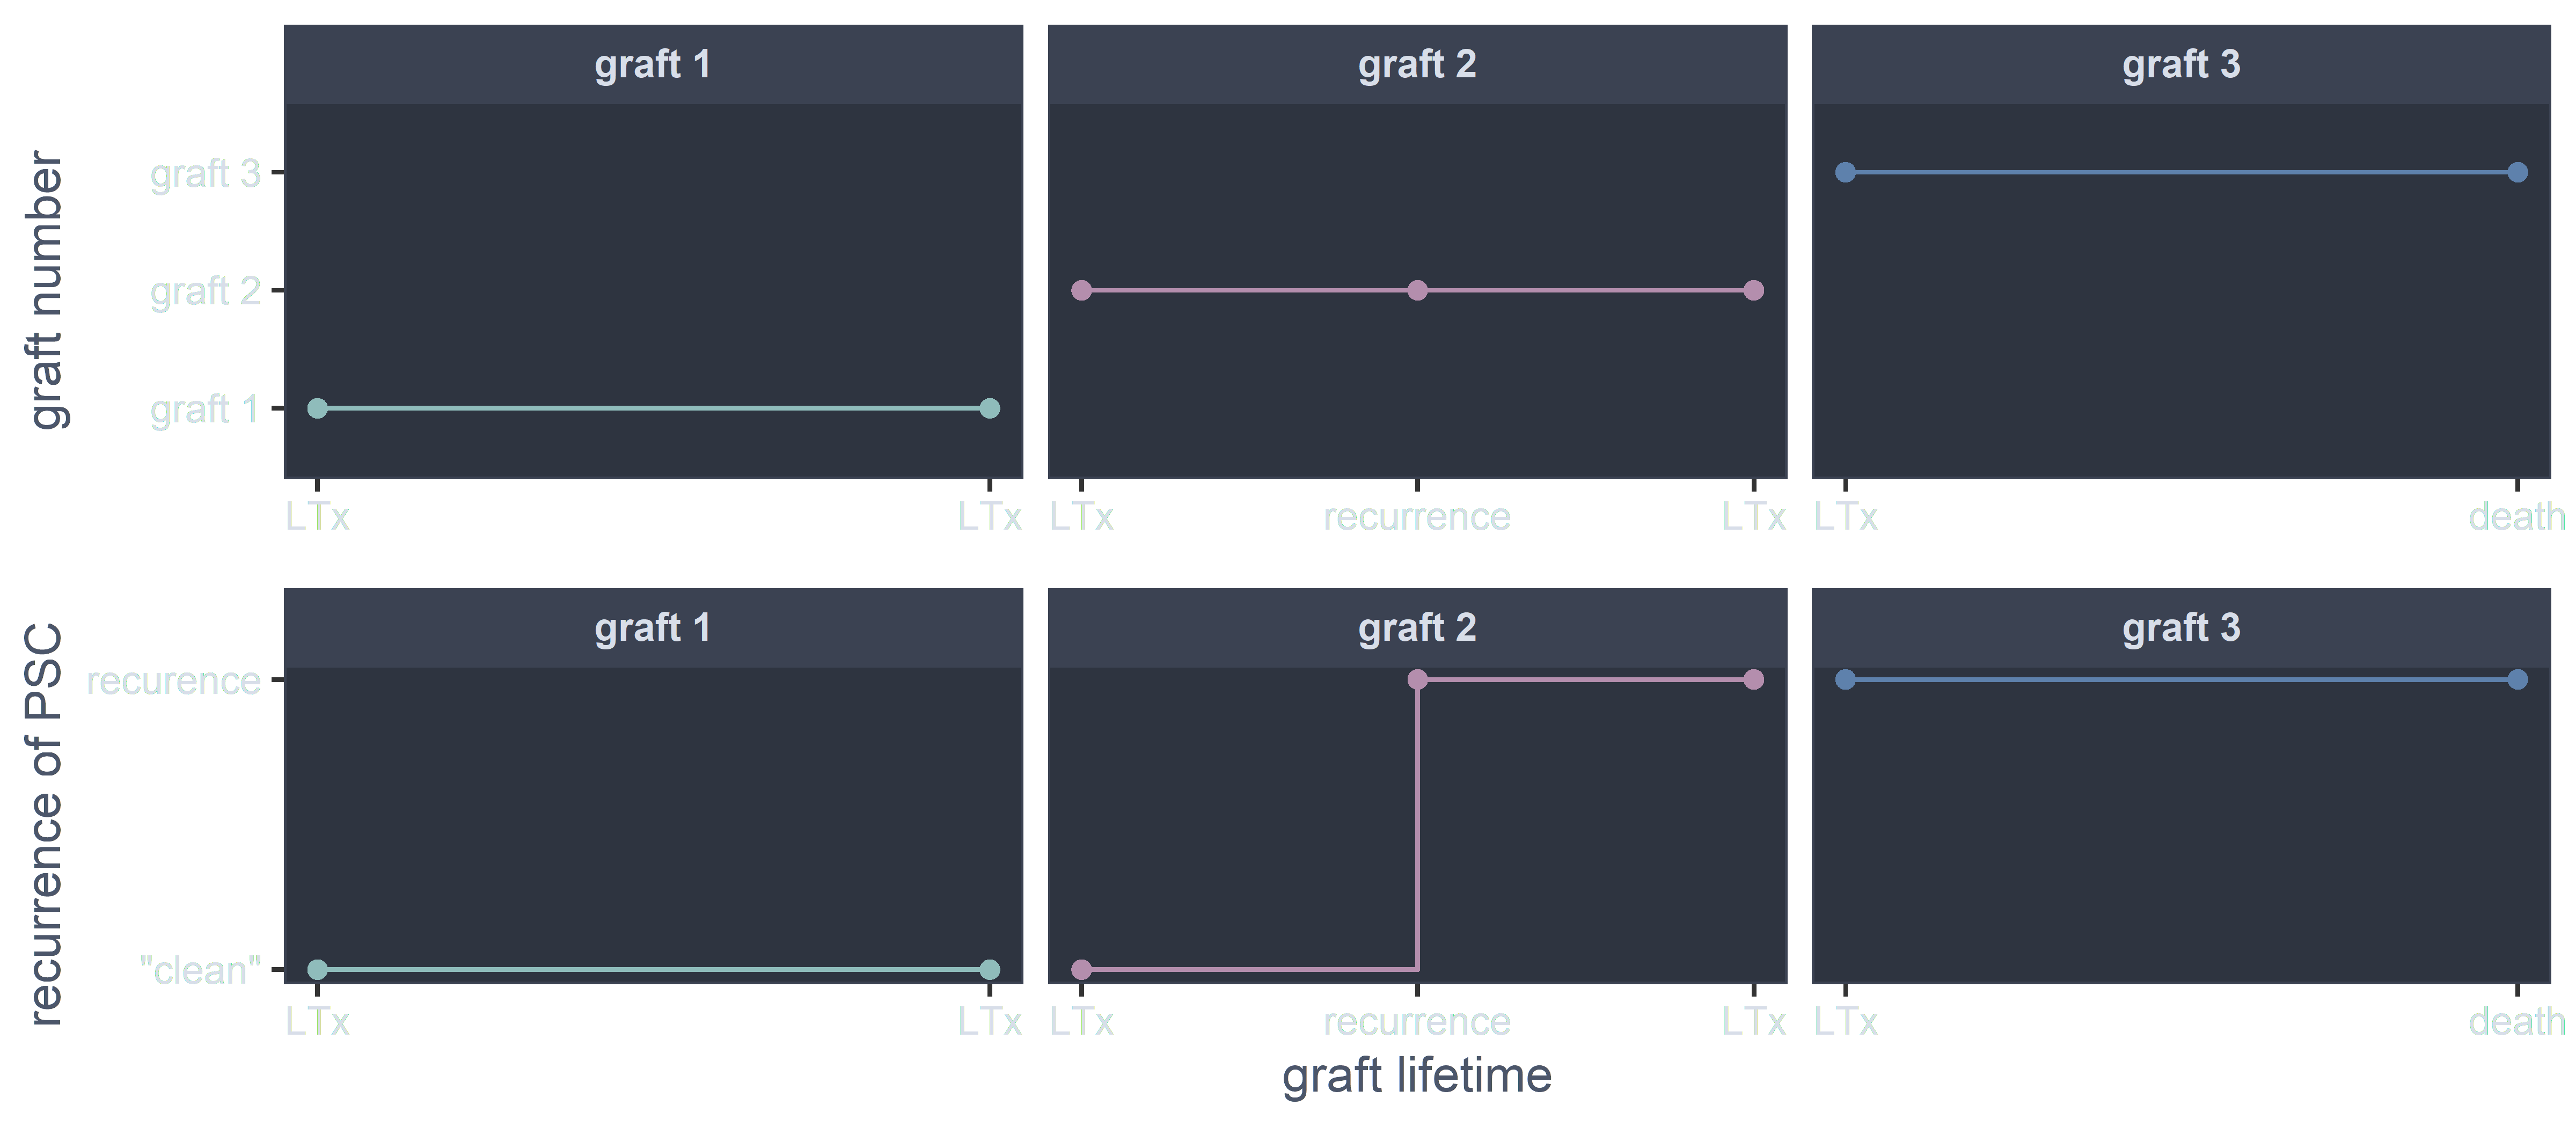 graft 1
graft 2
graft 3
graft number
graft 3
graft 2
graft 1
LTx
LTx
LTx
recurrence
LTx
LTx
death
graft 1
graft 2
graft 3
recurrence of PSC
recurence
"clean"
LTx
LTx
LTx
recurrence
LTx
LTx
death
graft lifetime